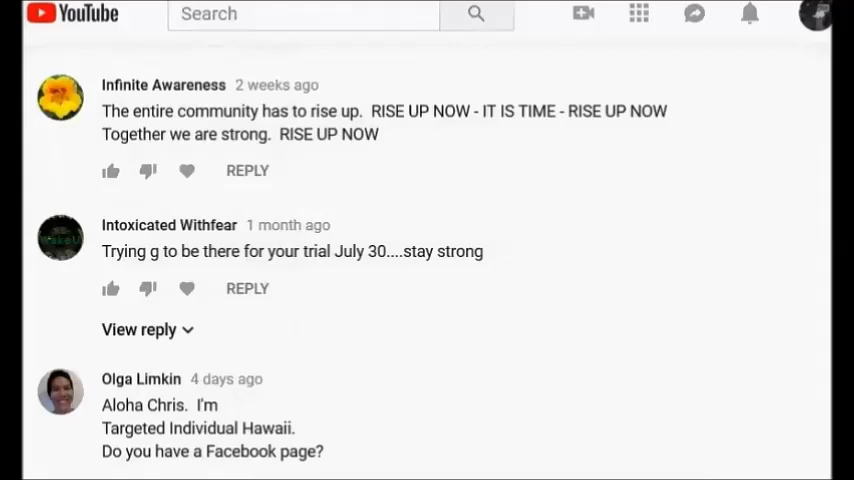 YouTube
Search
Infinite Awareness 2 weeks ago
The entire community has to rise up. RISE UP NOW - IT IS TIME - RISE UP NOW
Together we are strong. RISE UP NOW
REPLY
Intoxicated Withfear 1 month ago
Trying g to be there for your trial July 30....stay strong
REPLY
View reply
Olga Limkin 4 days ago
Aloha Chris. I'm
Targeted Individual Hawaii.
Do you have a Facebook page?